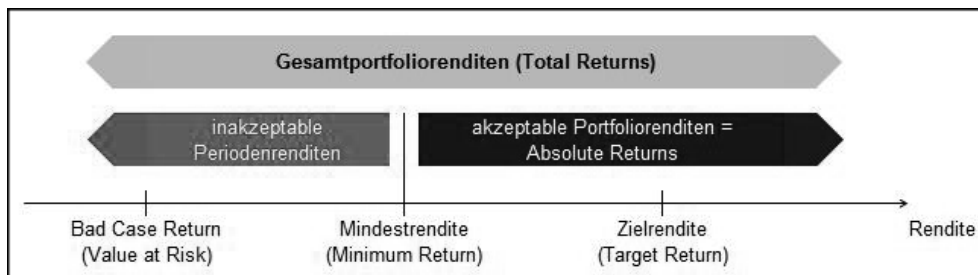 Gesamtportfoliorenditen (Total Returns)
inakzeptable
Periodenrenditen
akzeptable Portfoliorenditen =
Absolute Returns
Bad Case Return
(Value at Risk)
Mindestrendite
(Minimum Return)
Zielrendite
(Target Return)
Rendite